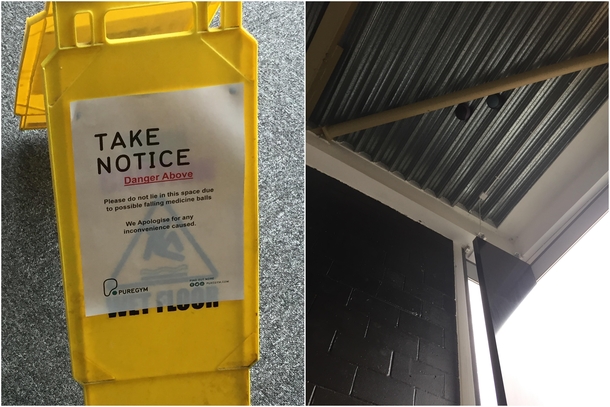 TAKE
NOTICE
Danger Above
Please do not lie in this space due
to possible falling medicine balls
We Apologise for any
inconvenience caused.
PUREGYM
WET FLOOR